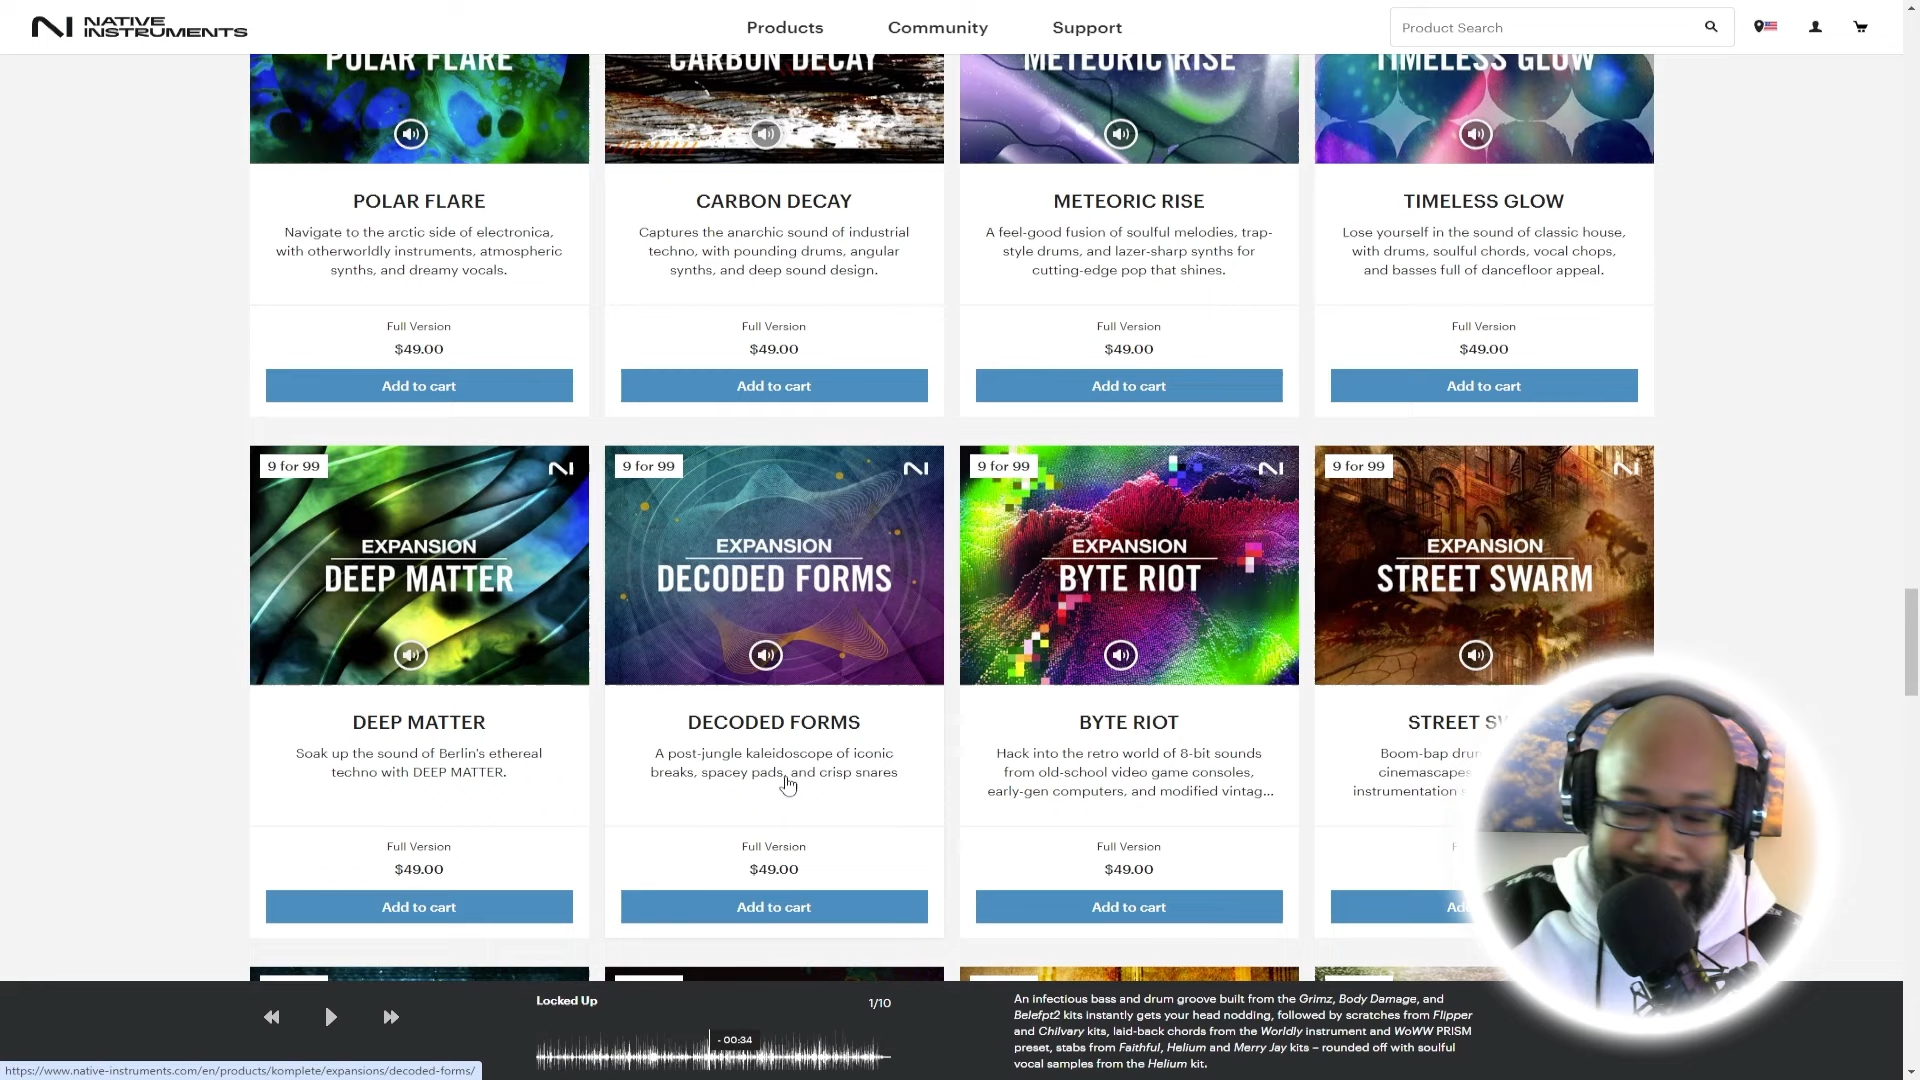 NATIVE
INSTRUMENTS
Products
Community
Support
Product Search
POLAR FLARE
CARBON DECAY
METEORIC RISE
TIMELESS GLOW
POLAR FLARE
Navigate to the arctic side of electronica,
with otherworldly instruments, atmospheric
synths, and dreamy vocals.
Full Version
$49.00
Add to cart
CARBON DECAY
Captures the anarchic sound of industrial
techno, with pounding drums, angular
synths, and deep sound design.
Full Version
$49.00
Add to cart
METEORIC RISE
A feel-good fusion of soulful melodies, trap-
style drums, and lazer-sharp synths for
cutting-edge pop that shines.
Full Version
$49.00
Add to cart
TIMELESS GLOW
Lose yourself in the sound of classic house,
with drums, soulful chords, vocal chops,
and basses full of dancefloor appeal.
Full Version
$49.00
Add to cart
9 for 99
EXPANSION
DEEP MATTER
DEEP MATTER
Soak up the sound of Berlin's ethereal
techno with DEEP MATTER.
Full Version
$49.00
Add to cart
9 for 99
EXPANSION
DECODED FORMS
DECODED FORMS
A post-jungle kaleidoscope of iconic
breaks, spacey pads, and crisp snares
Full Version
$49.00
Add to cart
9 for 99
EXPANSION
BYTE RIOT
BYTE RIOT
Hack into the retro world of 8-bit sounds
from old-school video game consoles,
early-gen computers, and modified vintag...
Full Version
$49.00
Add to cart
9 for 99
EXPANSION
STREET SWARM
STREET
Boom-bap
cinemascapes
instrumentation
Locked Up
1/10
- 00:34
An infectious bass and drum groove built from the Grimz, Body Damage, and
Belefpt2 kits instantly gets your head nodding, followed by scratches from Flipper
and Chilvary kits, laid-back chords from the Worldly instrument and WoWW PRISM
preset, stabs from Faithful, Helium and Merry Jay kits – rounded off with soulful
vocal samples from the Helium kit.
https://www.native-instruments.com/en/products/komplete/expansions/decoded-forms/